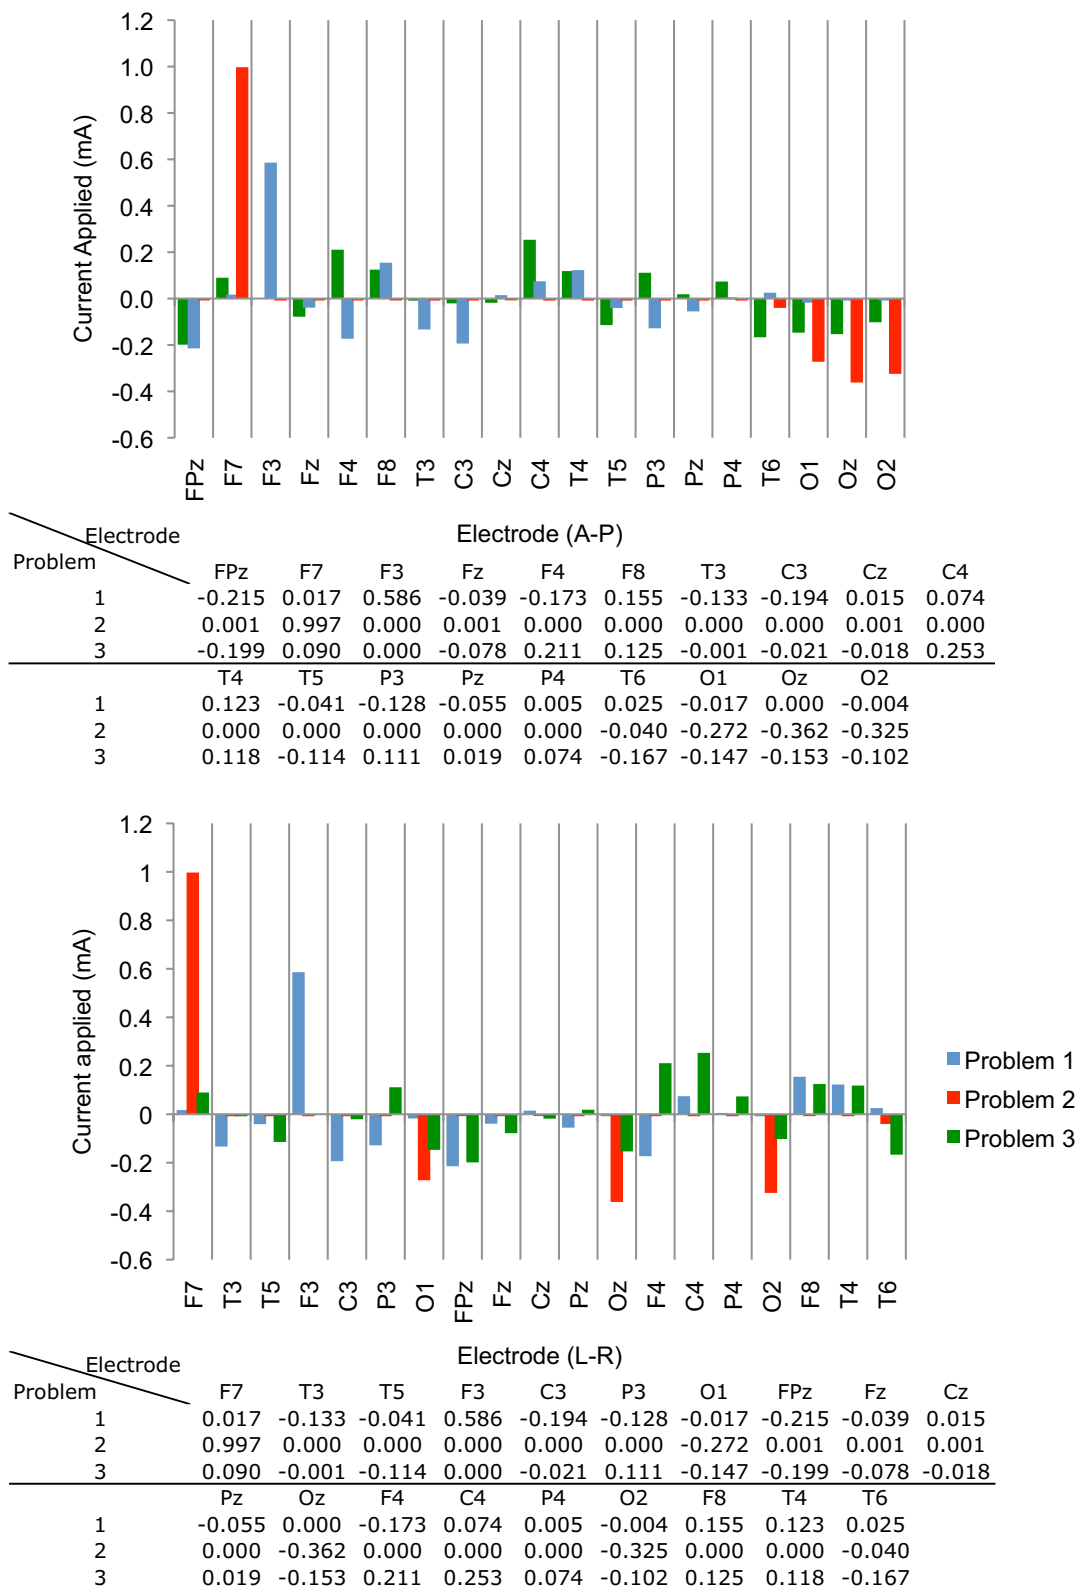 1.2
1.0
0.8
0.6
0.4
0.2
0.0
-0.2
-0.4
-0.6
Current Applied (mA)
FPz F7 F3 Fz F4 F8 T3 C3 Cz C4 T4 T5 P3 Pz P4 T6 O1 Oz O2
Electrode (A-P)
Electrode
Problem
FPz F7 F3 Fz F4 F8 T3 C3 Cz C4
1 -0.215 0.017 0.586 -0.039 -0.173 0.155 -0.133 -0.194 0.015 0.074
2 0.001 0.997 0.000 0.001 0.000 0.000 0.000 0.000 0.001 0.000
3 -0.199 0.090 0.000 -0.078 0.211 0.125 -0.001 -0.021 -0.018 0.253
T4 T5 P3 Pz P4 T6 O1 Oz O2
1 0.123 -0.041 -0.128 -0.055 0.005 0.025 -0.017 0.000 -0.004
2 0.000 0.000 0.000 0.000 0.000 -0.040 -0.272 -0.362 -0.325
3 0.118 -0.114 0.111 0.019 0.074 -0.167 -0.147 -0.153 -0.102
1.2
1
0.8
0.6
0.4
0.2
0
-0.2
-0.4
-0.6
Current applied (mA)
F7 T3 T5 F3 C3 P3 O1 FPz Fz Cz Pz Oz F4 C4 P4 O2 F8 T4 T6
Problem 1
Problem 2
Problem 3
Electrode (L-R)
Electrode
Problem
F7 T3 T5 F3 C3 P3 O1 FPz Fz Cz
1 0.017 -0.133 -0.041 0.586 -0.194 -0.128 -0.017 -0.215 -0.039 0.015
2 0.997 0.000 0.000 0.000 0.000 0.000 -0.272 0.001 0.001 0.001
3 0.090 -0.001 -0.114 0.000 -0.021 0.111 -0.147 -0.199 -0.078 -0.018
Pz Oz F4 C4 P4 O2 F8 T4 T6
1 -0.055 0.000 -0.173 0.074 0.005 -0.004 0.155 0.123 0.025
2 0.000 -0.362 0.000 0.000 0.000 -0.325 0.000 0.000 -0.040
3 0.019 -0.153 0.211 0.253 0.074 -0.102 0.125 0.118 -0.167